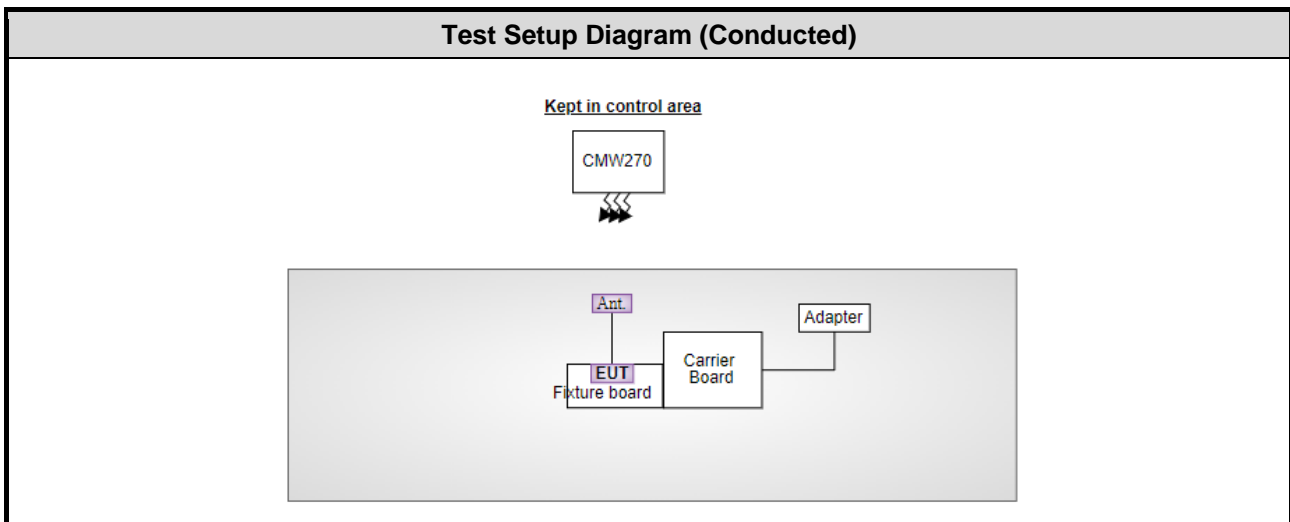 Test Setup Diagram (Conducted)
Kept in control area
CMW270
Ant.
Adapter
Carrier
Board
EUT
Fixture board